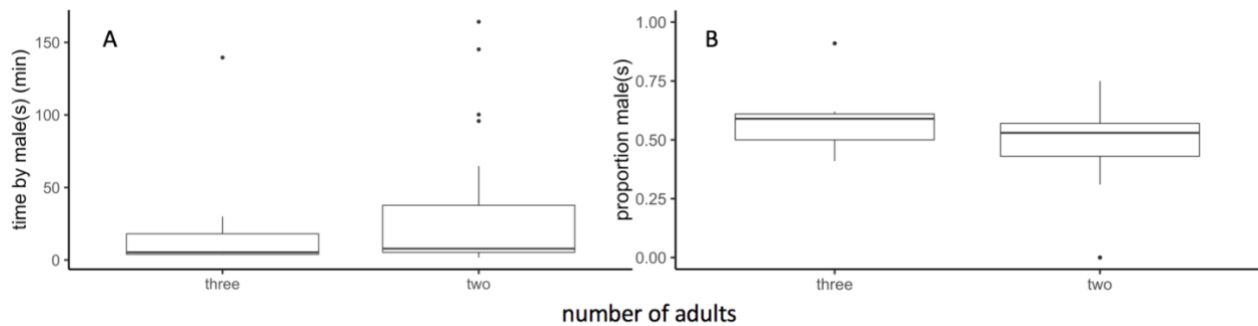 A
time by male(s) (min)
150
100
50
0
three
two
B
proportion male(s)
1.00
0.75
0.50
0.25
0.00
three
two
number of adults